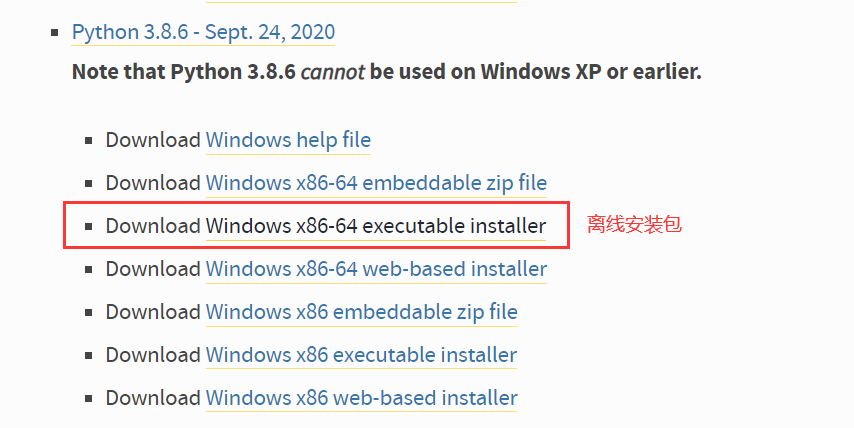 Python 3.8.6 - Sept. 24, 2020
Note that Python 3.8.6 cannot be used on Windows XP or earlier.
Download Windows help file
Download Windows x86-64 embeddable zip file
Download Windows x86-64 executable installer 离线安装包
Download Windows x86-64 web-based installer
Download Windows x86 embeddable zip file
Download Windows x86 executable installer
Download Windows x86 web-based installer